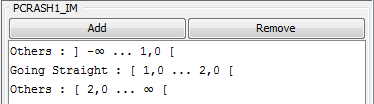 PCRASH1_IM
Add Remove
Others : ] -∞ ... 1,0 [
Going Straight : [ 1,0 ... 2,0 [
Others : [ 2,0 ... ∞ [